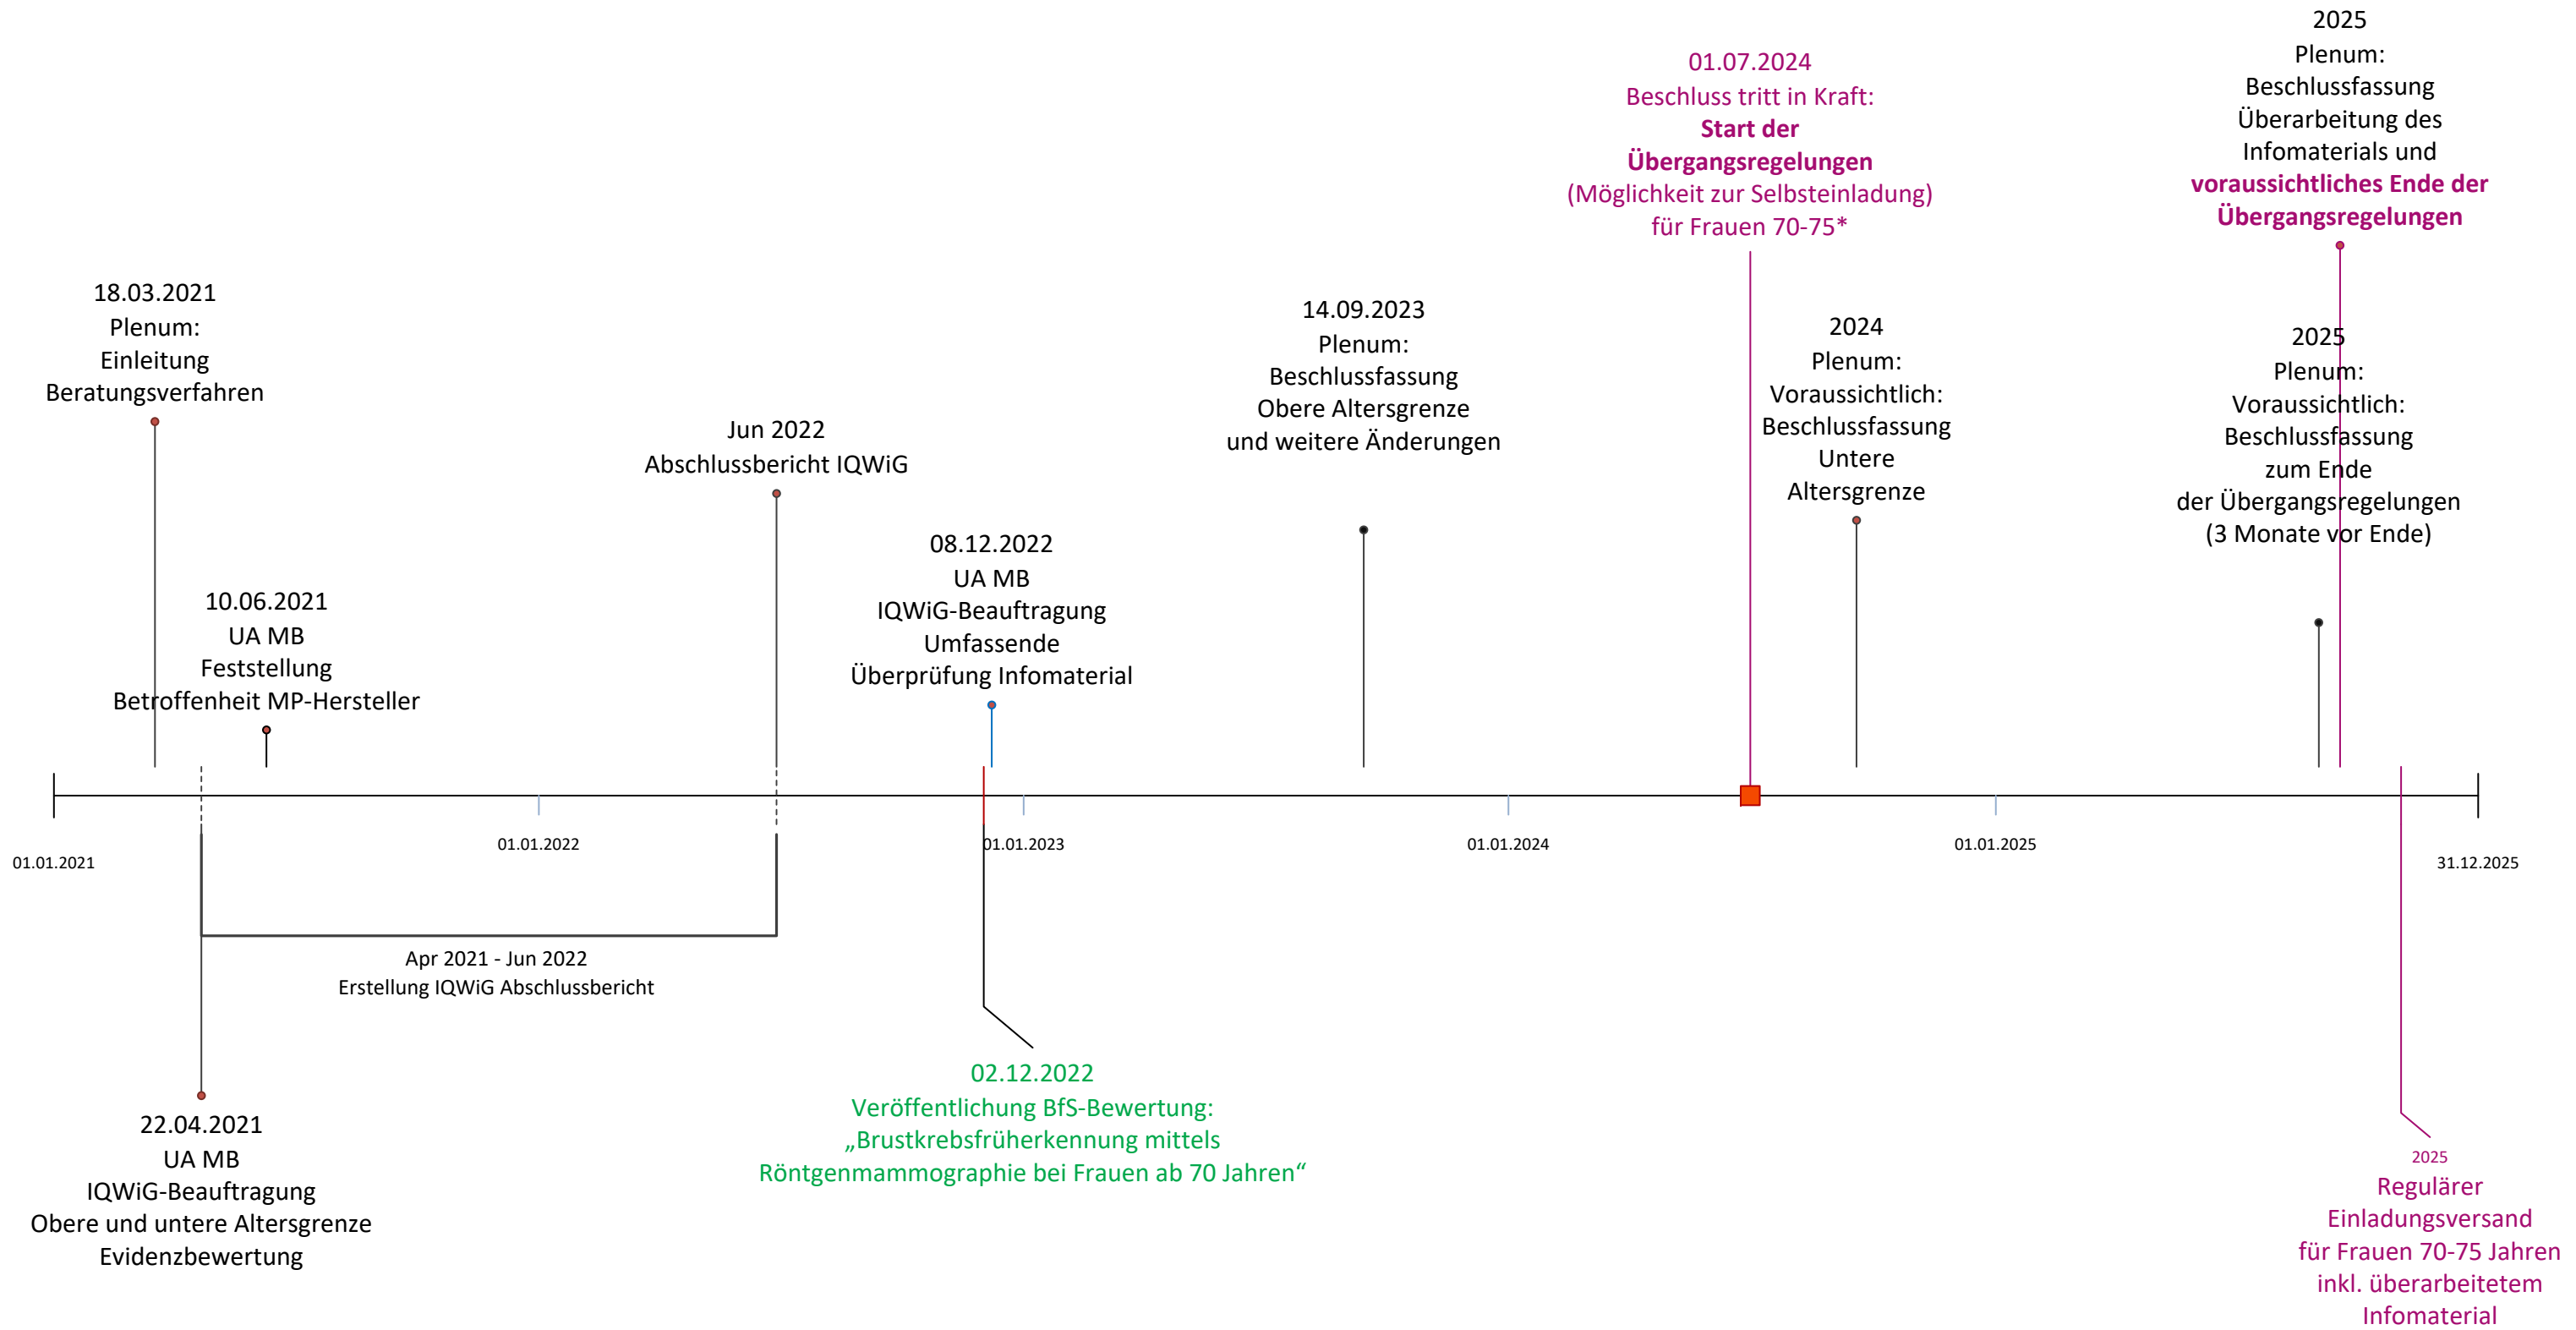 2025
Plenum:
Beschlussfassung
Überarbeitung des
Infomaterials und
voraussichtliches Ende der
Übergangsregelungen
01.07.2024
Beschluss tritt in Kraft:
Start der
Übergangsregelungen
(Möglichkeit zur Selbsteinladung)
für Frauen 70-75*
18.03.2021
Plenum:
Einleitung
Beratungsverfahren
14.09.2023
Plenum:
Beschlussfassung
Obere Altersgrenze
und weitere Änderungen
2024
Plenum:
Voraussichtlich:
Beschlussfassung
Untere
Altersgrenze
2025
Plenum:
Voraussichtlich:
Beschlussfassung
zum Ende
der Übergangsregelungen
(3 Monate vor Ende)
Jun 2022
Abschlussbericht IQWiG
08.12.2022
UA MB
IQWiG-Beauftragung
Umfassende
Überprüfung Infomaterial
10.06.2021
UA MB
Feststellung
Betroffenheit MP-Hersteller
01.01.2021
01.01.2022
01.01.2023
01.01.2024
01.01.2025
31.12.2025
Apr 2021 - Jun 2022
Erstellung IQWiG Abschlussbericht
02.12.2022
Veröffentlichung BfS-Bewertung:
„Brustkrebsfrüherkennung mittels
Röntgenmammographie bei Frauen ab 70 Jahren“
22.04.2021
UA MB
IQWiG-Beauftragung
Obere und untere Altersgrenze
Evidenzbewertung
2025
Regulärer
Einladungsversand
für Frauen 70-75 Jahren
inkl. überarbeitetem
Infomaterial